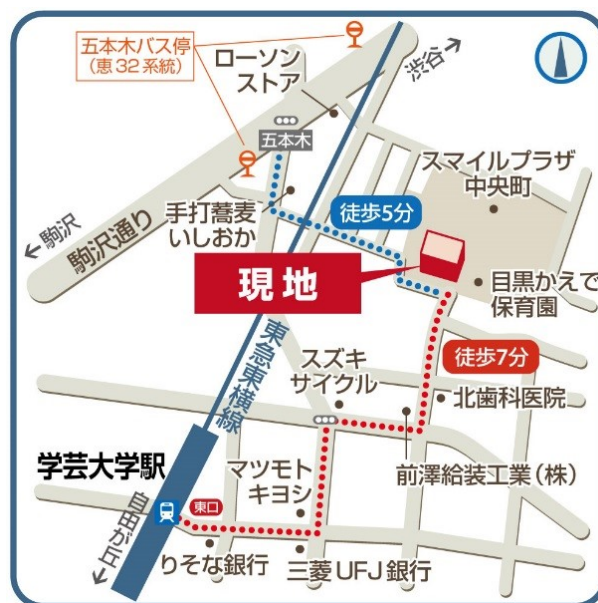 五本木バス停
(恵32系統)
ローソン
ストア
渋谷
五本木
スマイルプラザ
中央町
手打蕎麦
いしおか
徒歩5分
駒沢
駒沢通り
現地
目黒かえで
保育園
東急東横線
スズキ
サイクル
徒歩7分
北歯科医院
学芸大学駅
マツモト
キヨシ
前澤給装工業(株)
東口
自由が丘
りそな銀行
三菱UFJ銀行